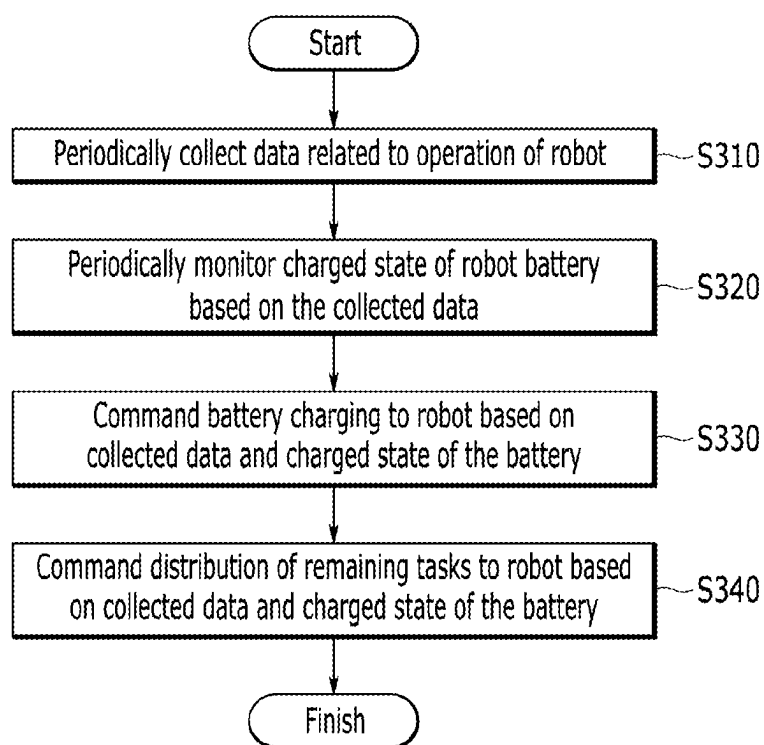 Start
Periodically collect data related to operation of robot
S310
Periodically monitor charged state of robot battery
based on the collected data
S320
Command battery charging to robot based on
collected data and charged state of the battery
S330
Command distribution of remaining tasks to robot based
on collected data and charged state of the battery
S340
Finish